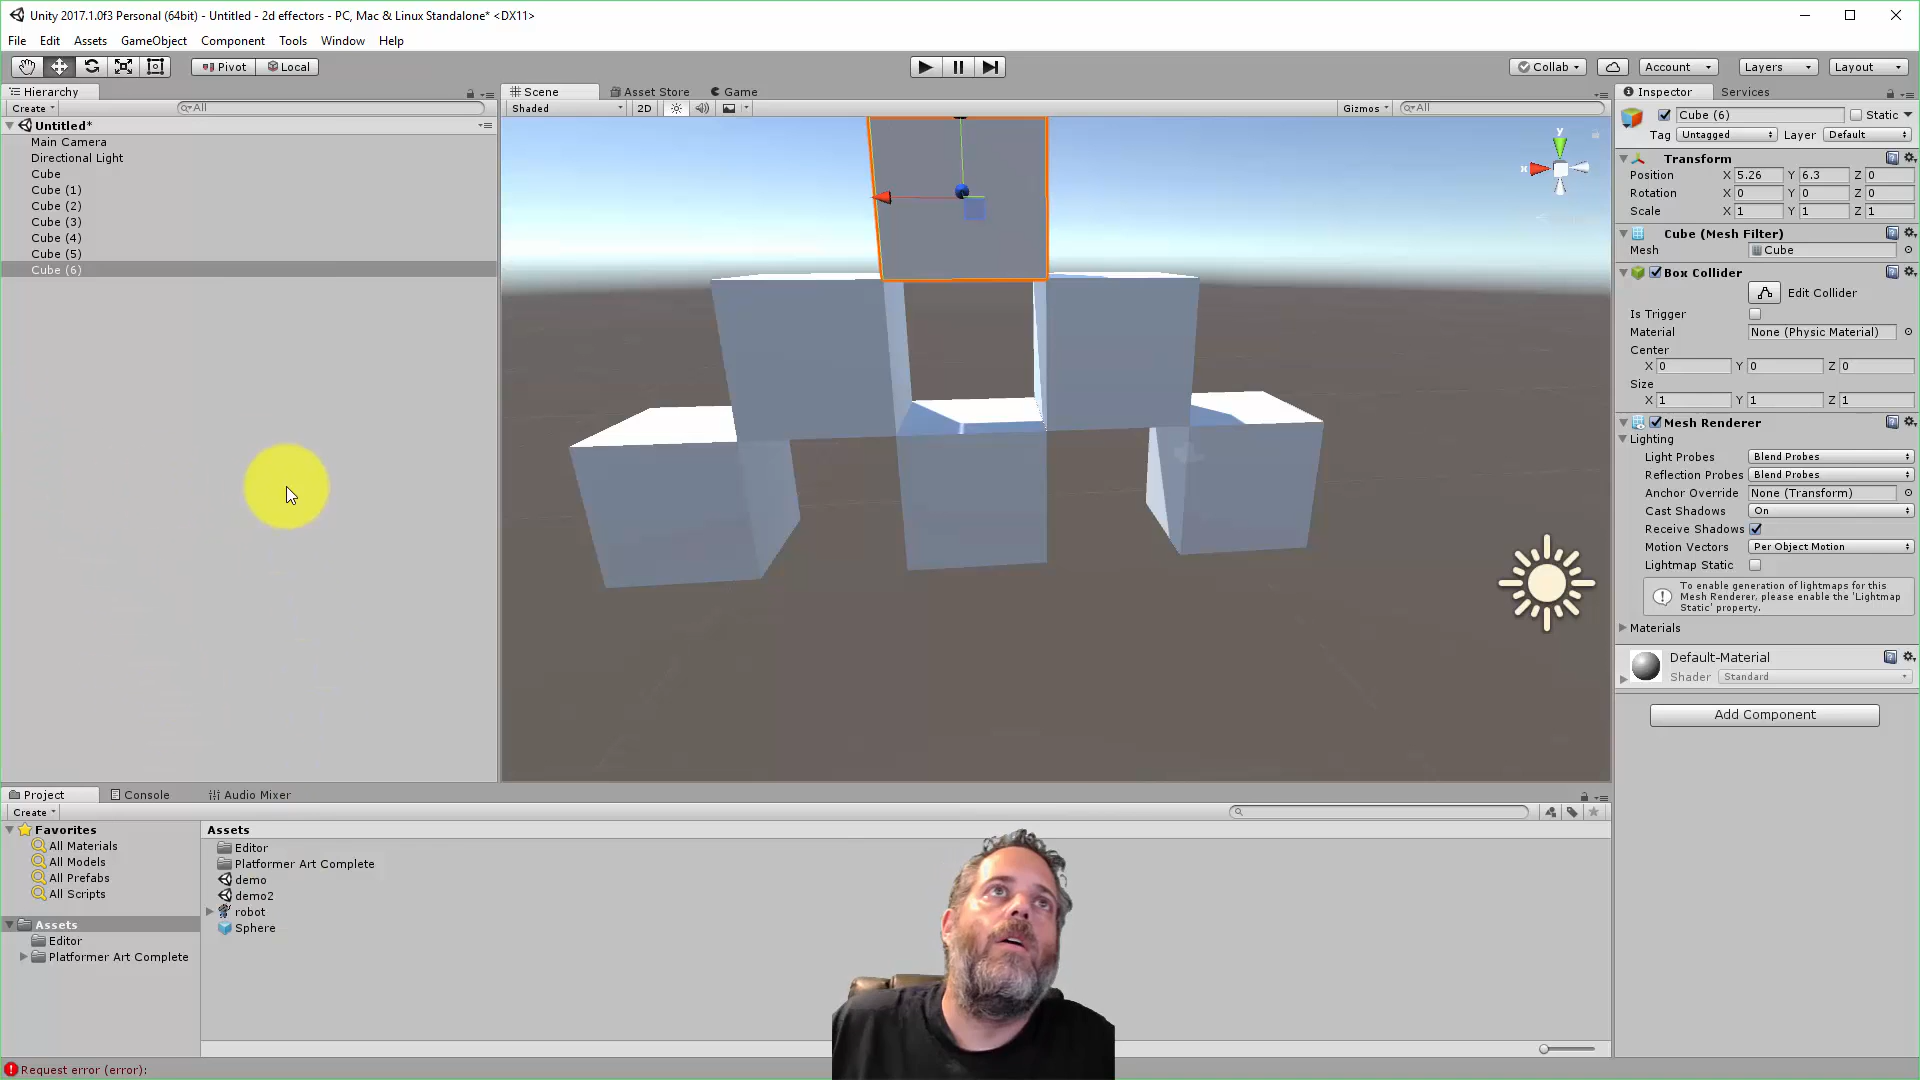 Unity 2017.1.0f3 Personal (64bit) - Untitled - 2d effectors - PC, Mac & Linux Standalone* <DX11>
File Edit Assets GameObject Component Tools Window Help
Pivot Local Collab Account Layers Layout
Hierarchy
Create All
Untitled*
Main Camera
Directional Light
Cube
Cube (1)
Cube (2)
Cube (3)
Cube (4)
Cube (5)
Cube (6)
Scene Asset Store Game
Shaded 2D Gizmos All
y
x
Inspector Services
Cube (6) Static
Tag Untagged Layer Default
Transform
Position X 5.26 Y 6.3 Z 0
Rotation X 0 Y 0 Z 0
Scale X 1 Y 1 Z 1
Cube (Mesh Filter)
Mesh Cube
Box Collider
Edit Collider
Is Trigger
Material None (Physic Material)
Center
X 0 Y 0 Z 0
Size
X 1 Y 1 Z 1
Mesh Renderer
Lighting
Light Probes Blend Probes
Reflection Probes Blend Probes
Anchor Override None (Transform)
Cast Shadows On
Receive Shadows
Motion Vectors Per Object Motion
Lightmap Static
To enable generation of lightmaps for this
Mesh Renderer, please enable the 'Lightmap
Static' property.
Materials
Default-Material
Shader Standard
Add Component
Project Console Audio Mixer
Create
Favorites
All Materials
All Models
All Prefabs
All Scripts
Assets
Editor
Platformer Art Complete
Assets
Editor
Platformer Art Complete
demo
demo2
robot
Sphere
Request error (error):